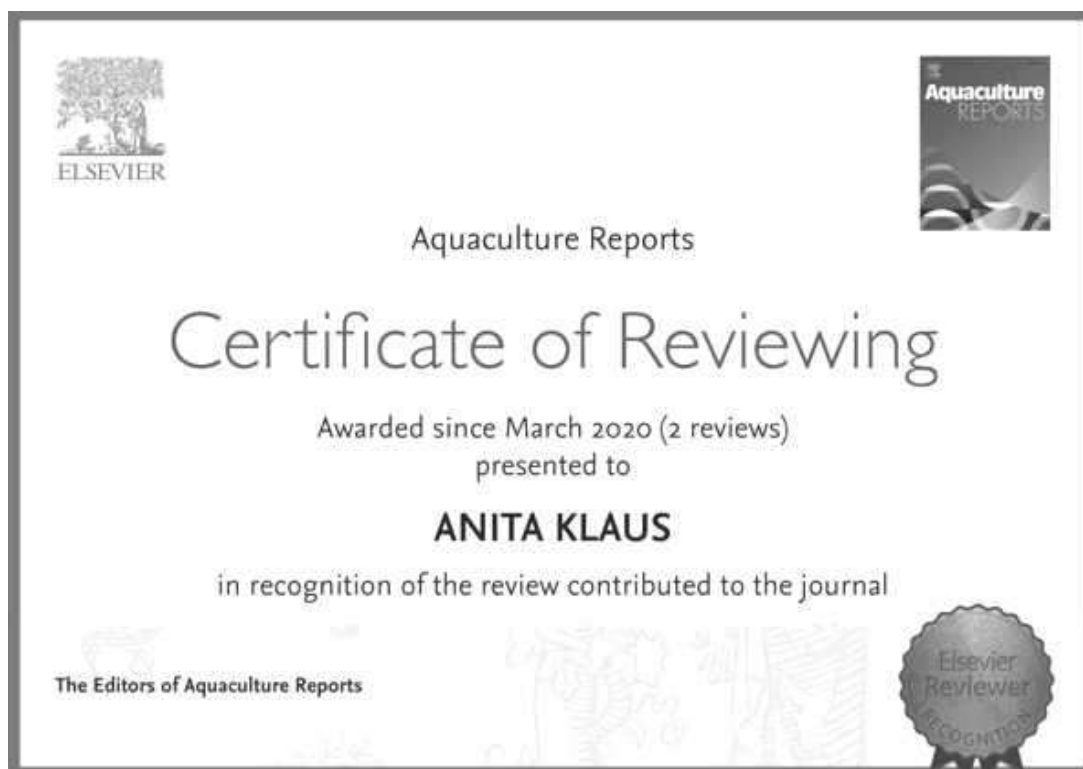 ELSEVIER
Aquaculture
REPORTS
Aquaculture Reports
Certificate of Reviewing
Awarded since March 2020 (2 reviews)
presented to
ANITA KLAUS
in recognition of the review contributed to the journal
The Editors of Aquaculture Reports
Elsevier
Reviewer
RECOGNITION